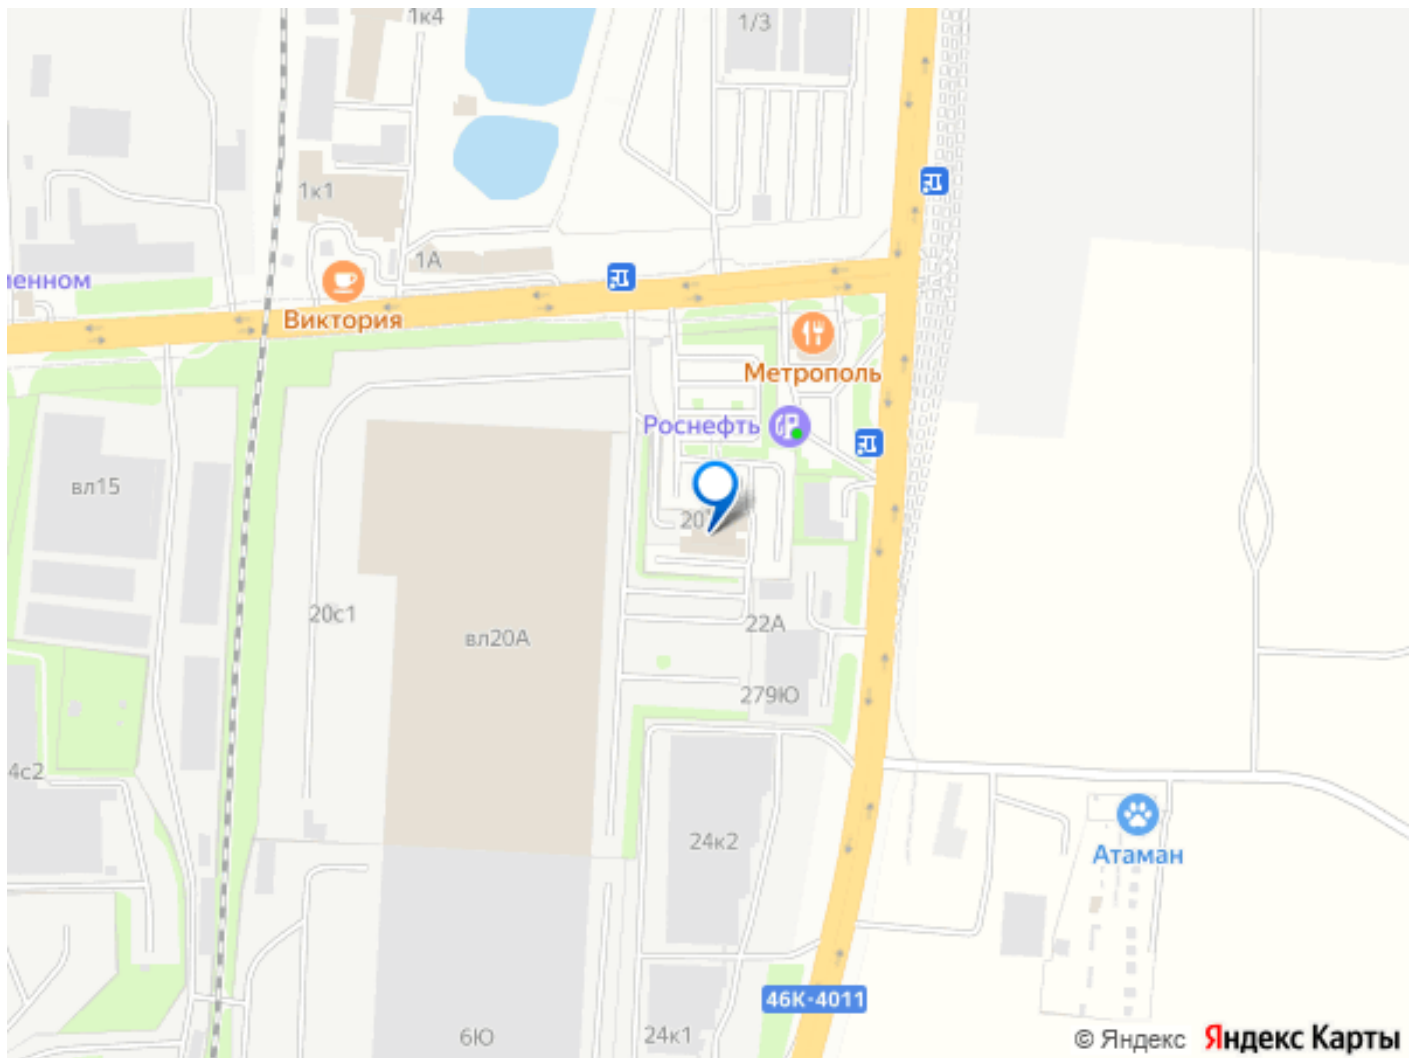 1к4
1/3
1к1
1А
ленном
Виктория
Метрополь
Роснефть
вл15
20
20с1
22А
вл20А
279Ю
4с2
24к2
Атаман
46К-4011
24к1
6Ю
© Яндекс Яндекс Карты